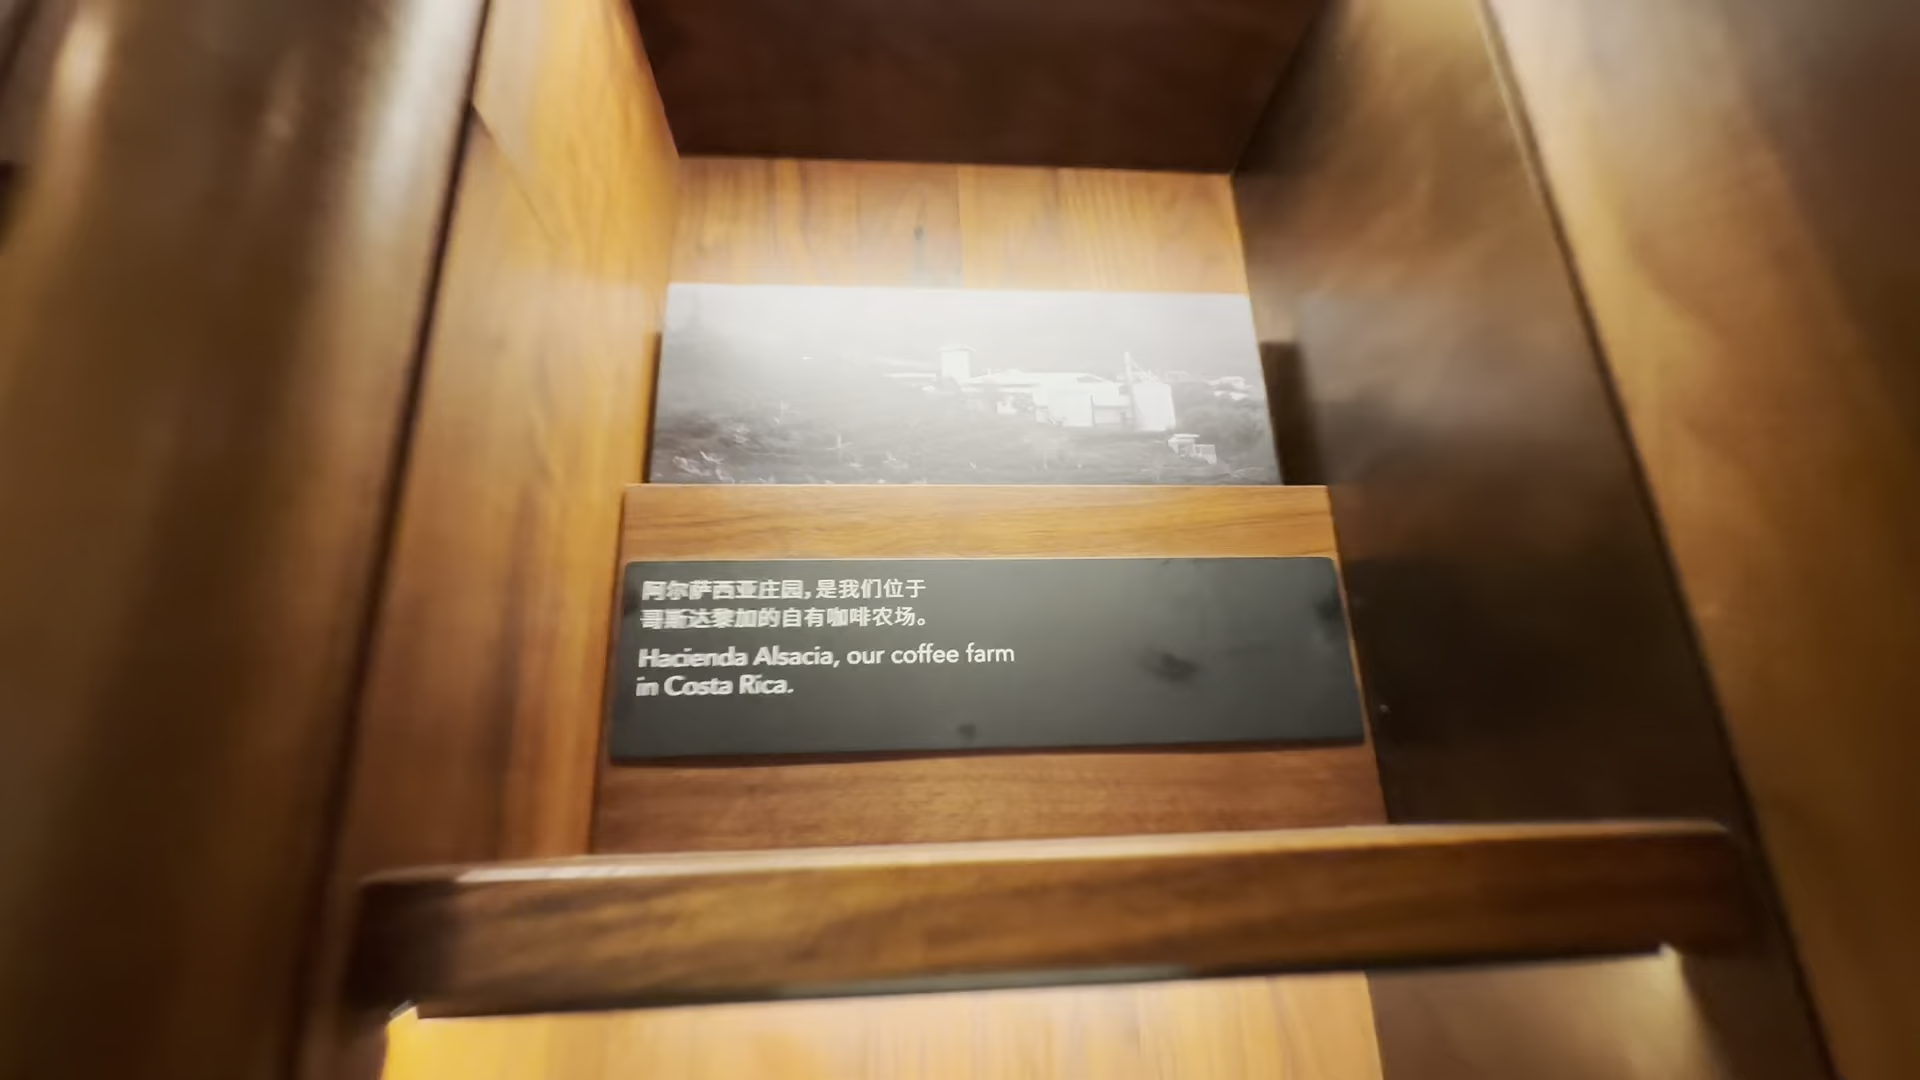 阿尔萨西亚庄园，是我们位于
哥斯达黎加的自有咖啡农场。
Hacienda Alsacia, our coffee farm
in Costa Rica.